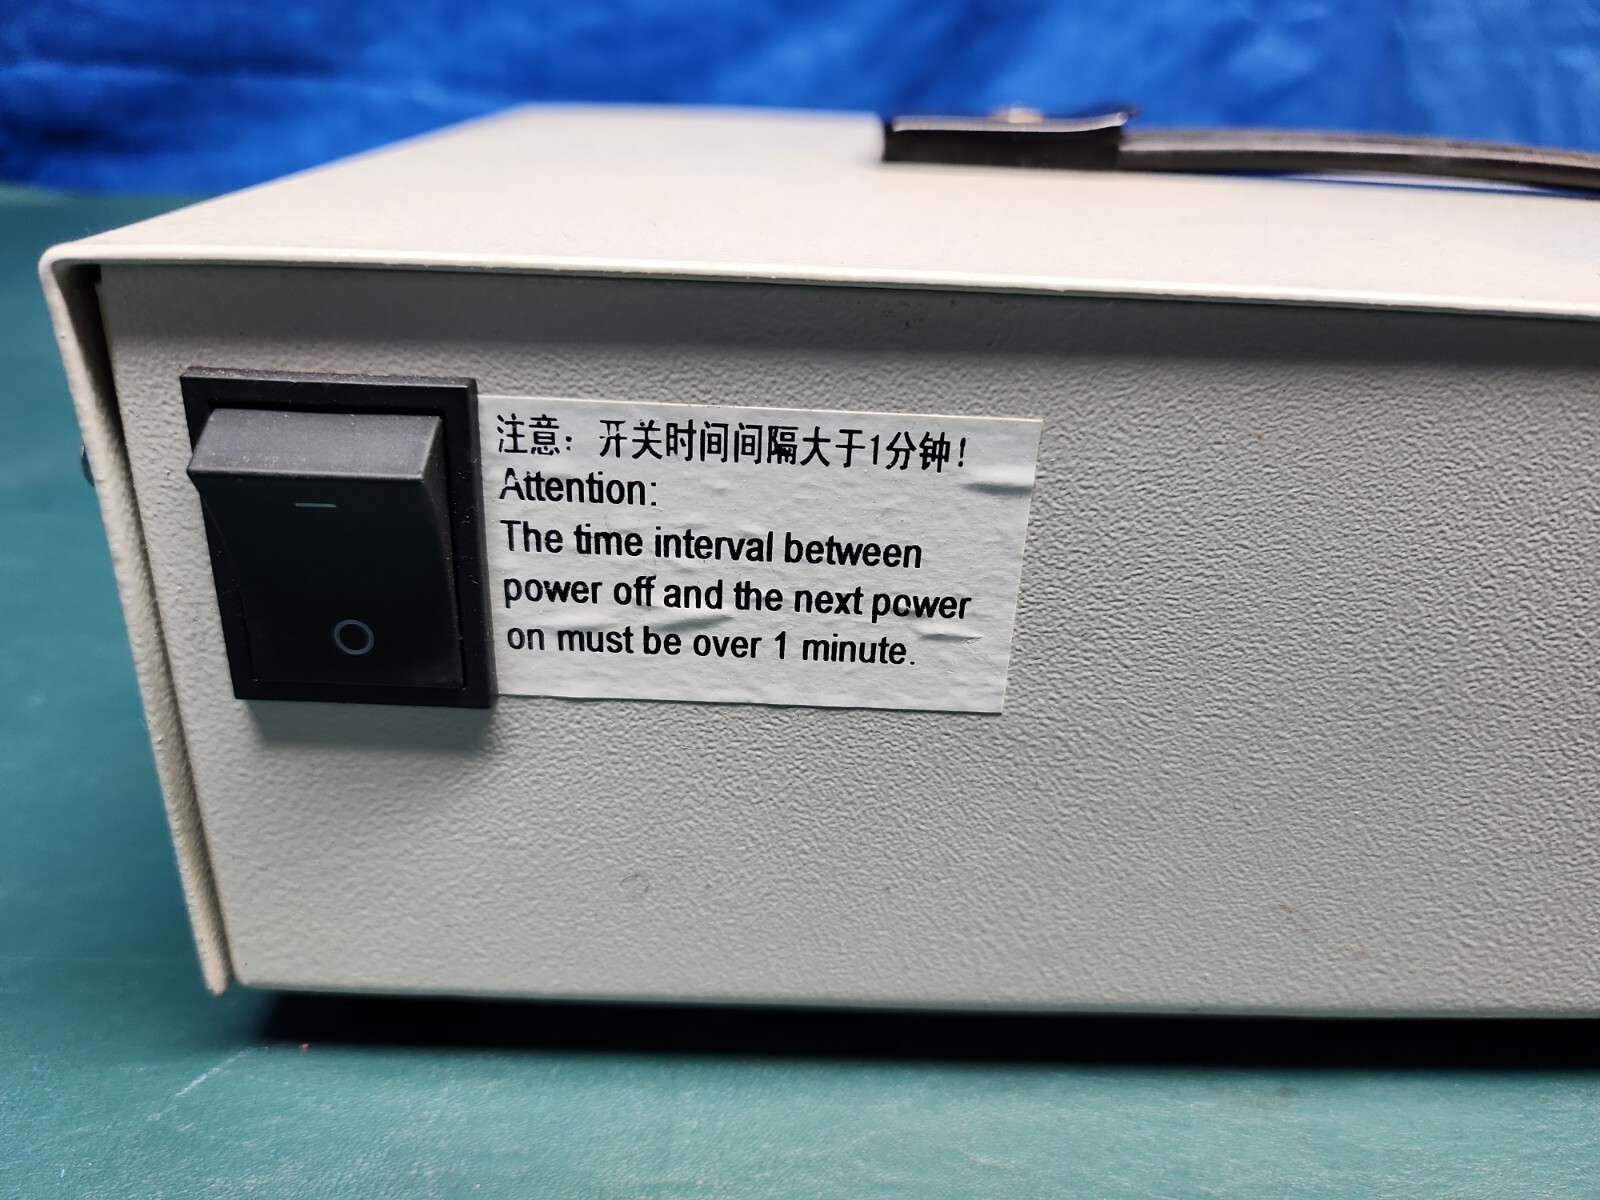 注意：开关时间间隔大于1分钟！
Attention:
The time interval between
power off and the next power
on must be over 1 minute.